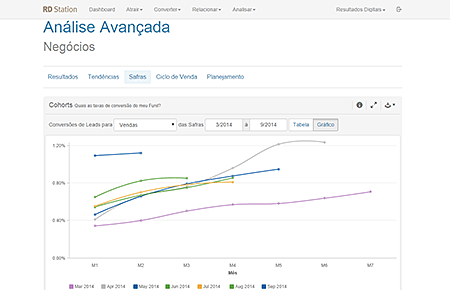 RD Station Dashboard Atrair Converter Relacionar Analisar Resultados Digitais
Análise Avançada
Negócios
Resultados Tendências Safras Ciclo de Venda Planejamento
Cohorts Quais as taxas de conversão do meu Funil?
Conversões de Leads para Vendas das Safras 3/2014 à 9/2014 Tabela Gráfico
1.20%
0.80%
0.40%
0.00%
M1 M2 M3 M4 M5 M6 M7
Mês
Mar 2014 Apr 2014 May 2014 Jun 2014 Jul 2014 Aug 2014 Sep 2014